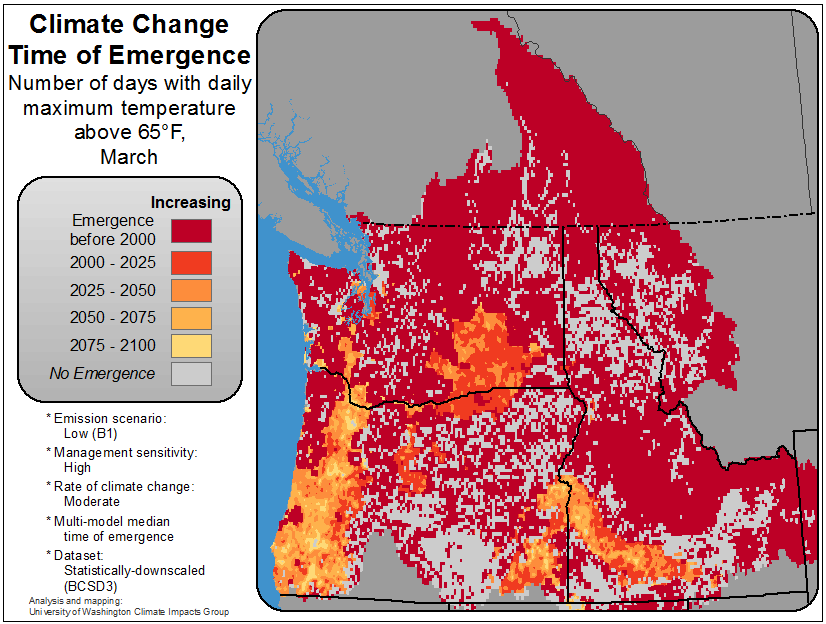 Climate Change
Time of Emergence
Number of days with daily
maximum temperature
above 65°F,
March
Increasing
Emergence
before 2000
2000 - 2025
2025 - 2050
2050 - 2075
2075 - 2100
No Emergence
* Emission scenario:
Low (B1)
* Management sensitivity:
High
* Rate of climate change:
Moderate
* Multi-model median
time of emergence
* Dataset:
Statistically-downscaled
(BCSD3)
Analysis and mapping:
University of Washington Climate Impacts Group